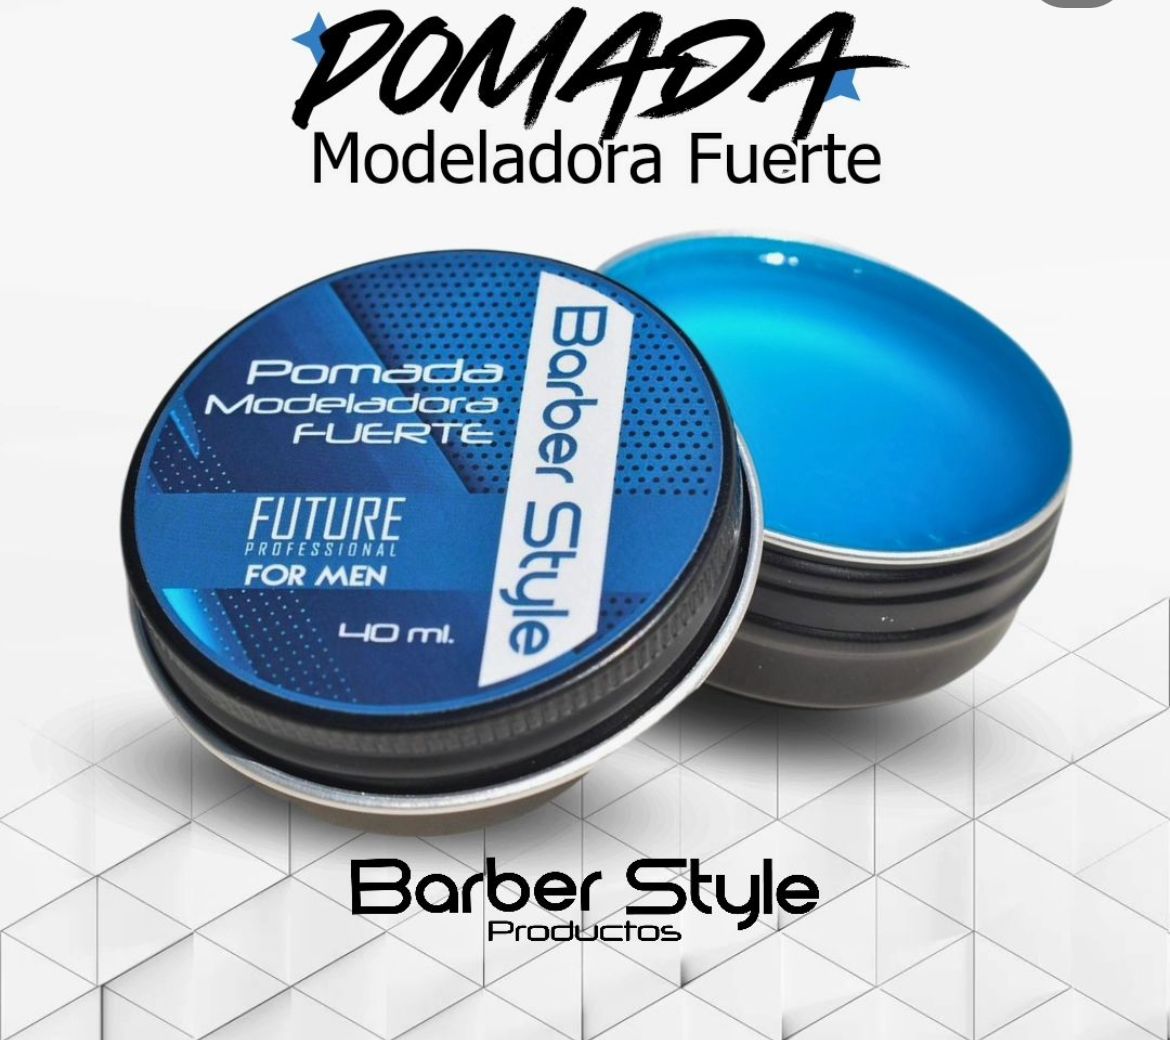 POMADA
Modeladora Fuerte
Pomada
Modeladora
FUERTE
Barber Style
FUTURE
PROFESSIONAL
FOR MEN
40 ml.
Barber Style
Productos